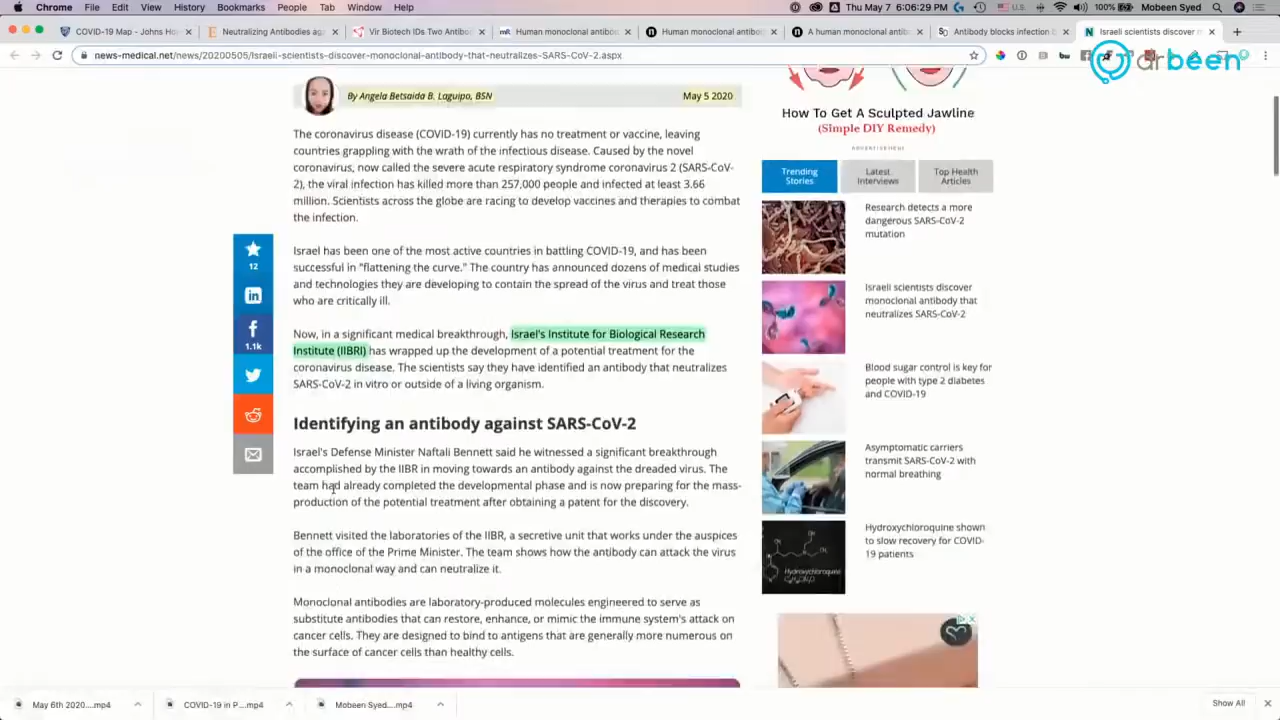 Chrome File Edit View History Bookmarks People Tab Window Help
100% Thu May 7 6:06:29 PM Mobeen Syed
COVID-19 Map - Johns Ho
Neutralizing Antibodies ag
Vir Biotech IDs Two Antibo
Human monoclonal antibo
Human monoclonal antibo
A human monoclonal antib
Antibody blocks infection b
Israeli scientists discover m
news-medical.net/news/20200505/Israeli-scientists-discover-monoclonal-antibody-that-neutralizes-SARS-CoV-2.aspx
drbeen
By Angela Betsaida B. Laguipo, BSN
May 5 2020
The coronavirus disease (COVID-19) currently has no treatment or vaccine, leaving
countries grappling with the wrath of the infectious disease. Caused by the novel
coronavirus, now called the severe acute respiratory syndrome coronavirus 2 (SARS-CoV-
2), the viral infection has killed more than 257,000 people and infected at least 3.66
million. Scientists across the globe are racing to develop vaccines and therapies to combat
the infection.
Israel has been one of the most active countries in battling COVID-19, and has been
successful in "flattening the curve." The country has announced dozens of medical studies
and technologies they are developing to contain the spread of the virus and treat those
who are critically ill.
Now, in a significant medical breakthrough, Israel's Institute for Biological Research
Institute (IIBRI) has wrapped up the development of a potential treatment for the
coronavirus disease. The scientists say they have identified an antibody that neutralizes
SARS-CoV-2 in vitro or outside of a living organism.
Identifying an antibody against SARS-CoV-2
Israel's Defense Minister Naftali Bennett said he witnessed a significant breakthrough
accomplished by the IIBR in moving towards an antibody against the dreaded virus. The
team had already completed the developmental phase and is now preparing for the mass-
production of the potential treatment after obtaining a patent for the discovery.
Bennett visited the laboratories of the IIBR, a secretive unit that works under the auspices
of the office of the Prime Minister. The team shows how the antibody can attack the virus
in a monoclonal way and can neutralize it.
Monoclonal antibodies are laboratory-produced molecules engineered to serve as
substitute antibodies that can restore, enhance, or mimic the immune system's attack on
cancer cells. They are designed to bind to antigens that are generally more numerous on
the surface of cancer cells than healthy cells.
12
1.1k
How To Get A Sculpted Jawline
(Simple DIY Remedy)
ADVERTISEMENT
Trending
Stories
Latest
Interviews
Top Health
Articles
Research detects a more
dangerous SARS-CoV-2
mutation
Israeli scientists discover
monoclonal antibody that
neutralizes SARS-CoV-2
Blood sugar control is key for
people with type 2 diabetes
and COVID-19
Asymptomatic carriers
transmit SARS-CoV-2 with
normal breathing
Hydroxychloroquine shown
to slow recovery for COVID-
19 patients
Hydroxychloroquine
May 6th 2020....mp4
COVID-19 in P....mp4
Mobeen Syed....mp4
Show All